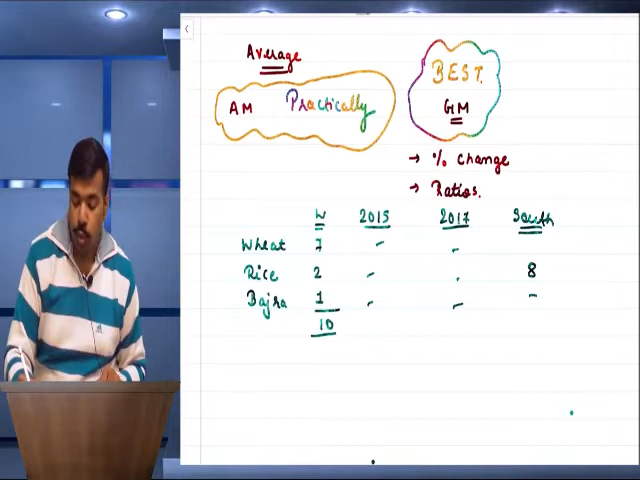 Average
BEST.
AM Practically
GM
→ % Change
→ Ratios.
W 2015 2017 South
Wheat 7 - -
Rice 2 - . 8
Bajra 1 - - -
10